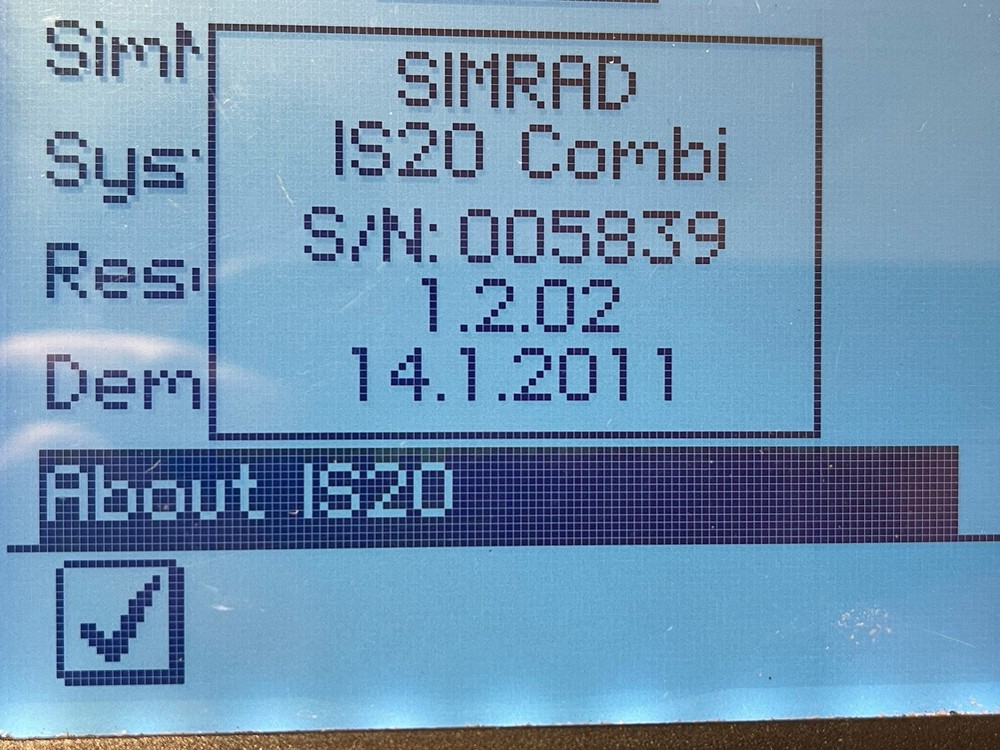 SIMRAD
IS20 Combi
S/N: 005839
1.2.02
14.1.2011
About IS20